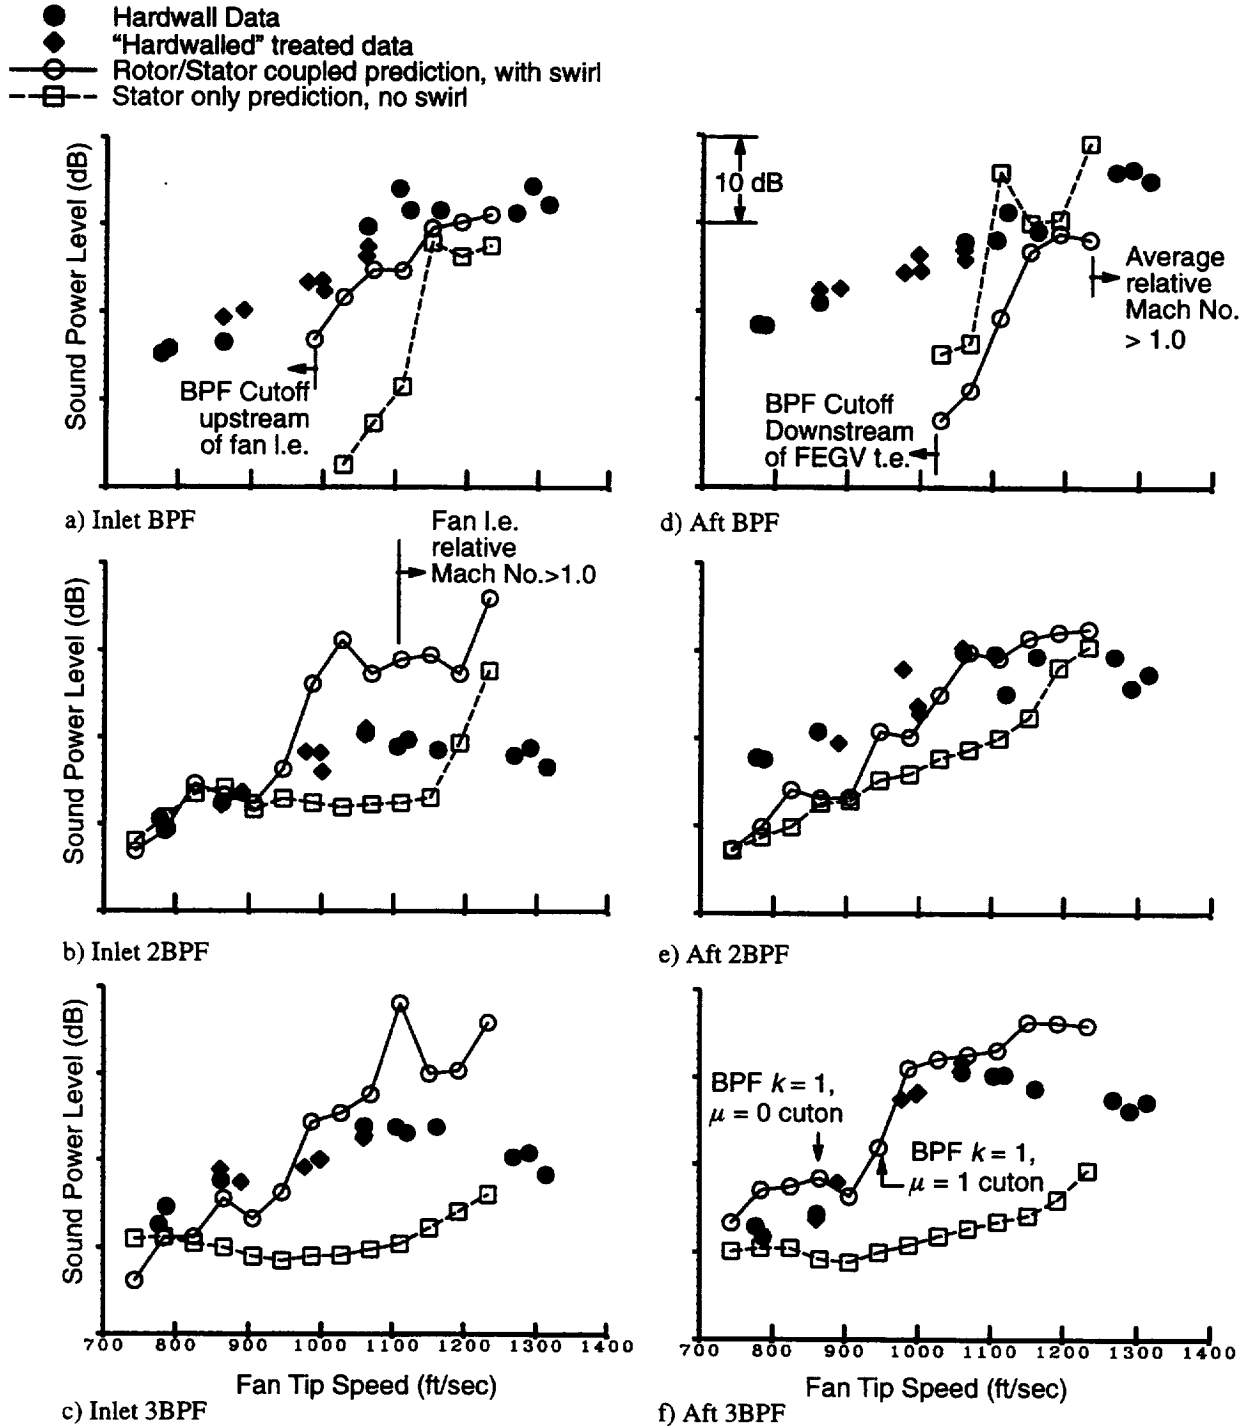 Hardwall Data
“Hardwalled” treated data
Rotor/Stator coupled prediction, with swirl
Stator only prediction, no swirl
Sound Power Level (dB)
BPF Cutoff
upstream
of fan l.e.
a) Inlet BPF
10 dB
Average
relative
Mach No.
> 1.0
BPF Cutoff
Downstream
of FEGV t.e.
d) Aft BPF
Sound Power Level (dB)
Fan l.e.
relative
Mach No.>1.0
b) Inlet 2BPF
e) Aft 2BPF
Sound Power Level (dB)
700 800 900 1000 1100 1200 1300 1400
Fan Tip Speed (ft/sec)
c) Inlet 3BPF
BPF k = 1,
μ = 0 cuton
BPF k = 1,
μ = 1 cuton
700 800 900 1000 1100 1200 1300 1400
Fan Tip Speed (ft/sec)
f) Aft 3BPF